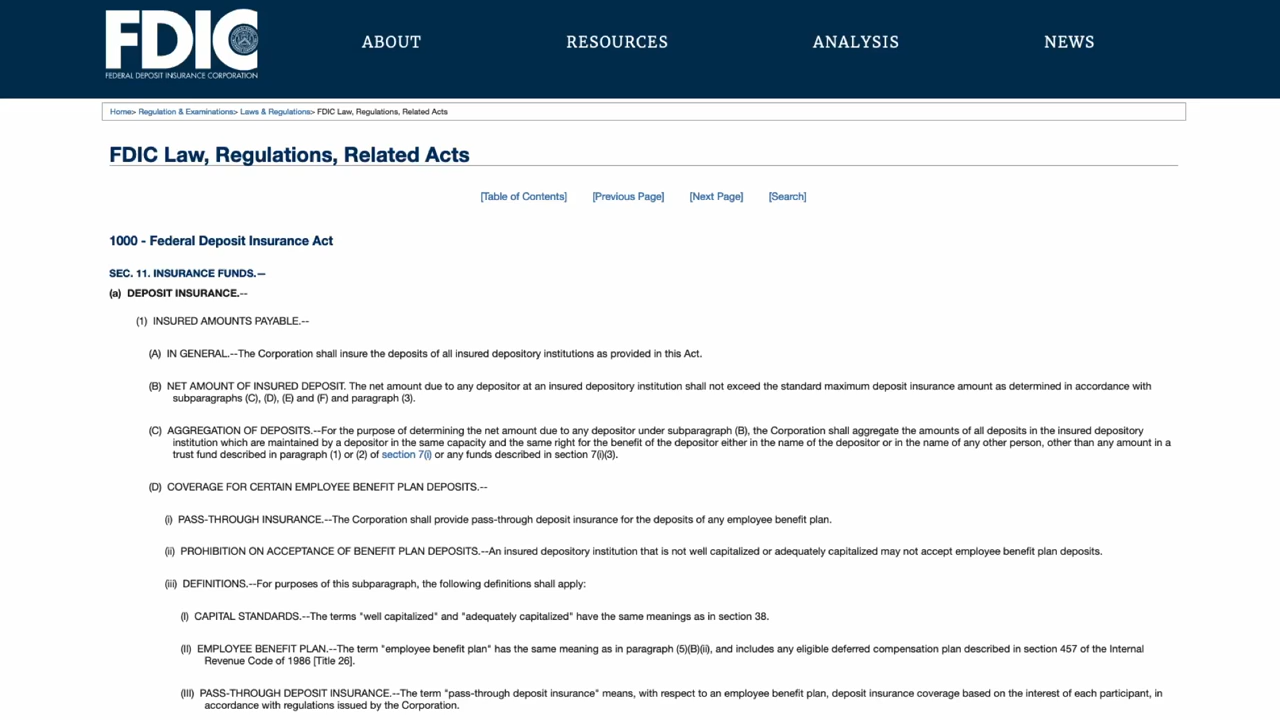 FDIC
FEDERAL DEPOSIT INSURANCE CORPORATION
ABOUT
RESOURCES
ANALYSIS
NEWS
Home> Regulation & Examinations> Laws & Regulations> FDIC Law, Regulations, Related Acts
FDIC Law, Regulations, Related Acts
[Table of Contents] [Previous Page] [Next Page] [Search]
1000 - Federal Deposit Insurance Act
SEC. 11. INSURANCE FUNDS.—
(a) DEPOSIT INSURANCE.--
(1) INSURED AMOUNTS PAYABLE.--
(A) IN GENERAL.--The Corporation shall insure the deposits of all insured depository institutions as provided in this Act.
(B) NET AMOUNT OF INSURED DEPOSIT. The net amount due to any depositor at an insured depository institution shall not exceed the standard maximum deposit insurance amount as determined in accordance with
subparagraphs (C), (D), (E) and (F) and paragraph (3).
(C) AGGREGATION OF DEPOSITS.--For the purpose of determining the net amount due to any depositor under subparagraph (B), the Corporation shall aggregate the amounts of all deposits in the insured depository
institution which are maintained by a depositor in the same capacity and the same right for the benefit of the depositor either in the name of the depositor or in the name of any other person, other than any amount in a
trust fund described in paragraph (1) or (2) of section 7(i) or any funds described in section 7(i)(3).
(D) COVERAGE FOR CERTAIN EMPLOYEE BENEFIT PLAN DEPOSITS.--
(i) PASS-THROUGH INSURANCE.--The Corporation shall provide pass-through deposit insurance for the deposits of any employee benefit plan.
(ii) PROHIBITION ON ACCEPTANCE OF BENEFIT PLAN DEPOSITS.--An insured depository institution that is not well capitalized or adequately capitalized may not accept employee benefit plan deposits.
(iii) DEFINITIONS.--For purposes of this subparagraph, the following definitions shall apply:
(I) CAPITAL STANDARDS.--The terms "well capitalized" and "adequately capitalized" have the same meanings as in section 38.
(II) EMPLOYEE BENEFIT PLAN.--The term "employee benefit plan" has the same meaning as in paragraph (5)(B)(ii), and includes any eligible deferred compensation plan described in section 457 of the Internal
Revenue Code of 1986 [Title 26].
(III) PASS-THROUGH DEPOSIT INSURANCE.--The term "pass-through deposit insurance" means, with respect to an employee benefit plan, deposit insurance coverage based on the interest of each participant, in
accordance with regulations issued by the Corporation.